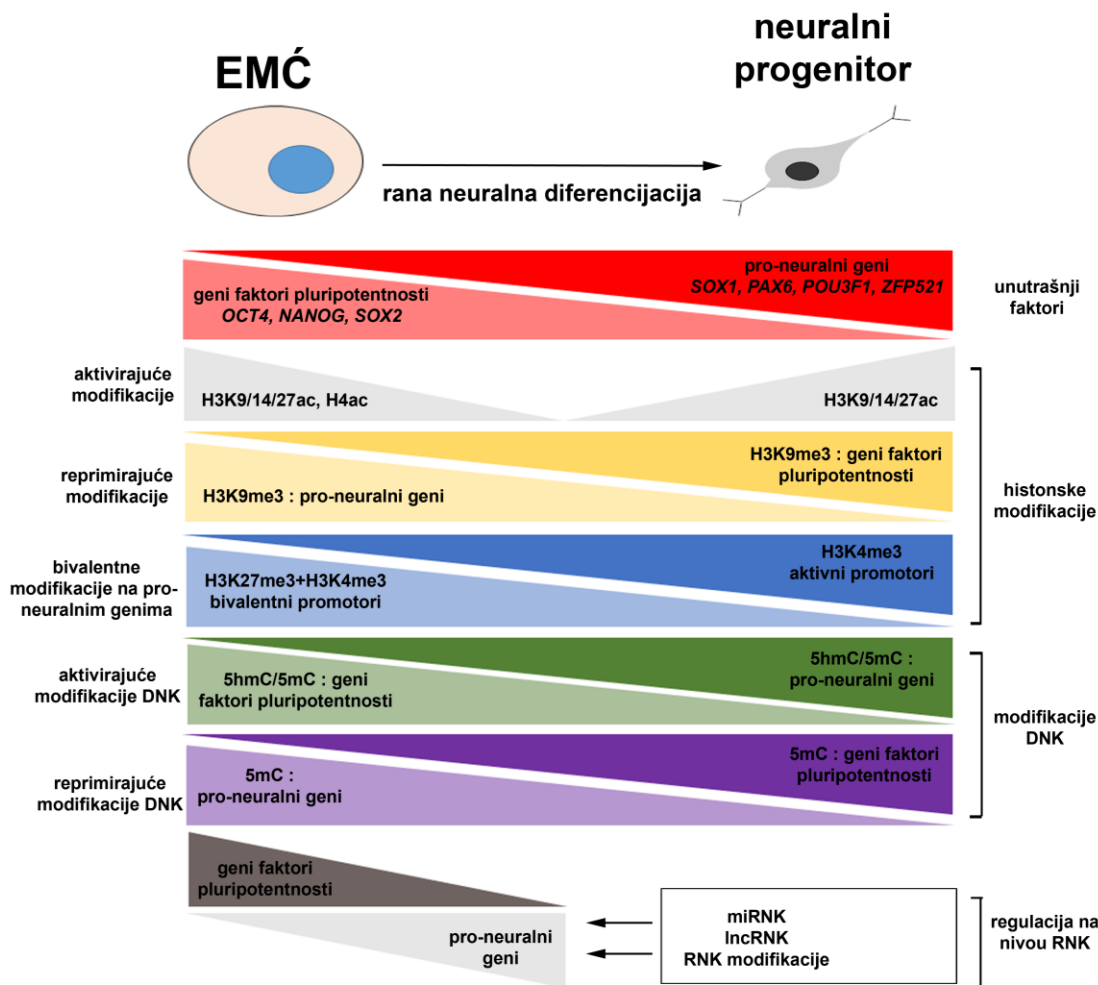 EMĆ
neuralni
progenitor
rana neuralna diferencijacija
pro-neuralni geni
SOX1, PAX6, POU3F1, ZFP521
geni faktori pluripotentnosti
OCT4, NANOG, SOX2
unutrašnji
faktori
aktivirajuće
modifikacije
H3K9/14/27ac, H4ac
H3K9/14/27ac
reprimirajuće
modifikacije
H3K9me3 : geni faktori
pluripotentnosti
H3K9me3 : pro-neuralni geni
histonske
modifikacije
bivalentne
modifikacije na pro-
neuralnim genima
H3K27me3+H3K4me3
bivalentni promotori
H3K4me3
aktivni promotori
aktivirajuće
modifikacije DNK
5hmC/5mC : geni
faktori pluripotentnosti
5hmC/5mC :
pro-neuralni geni
modifikacije
DNK
reprimirajuće
modifikacije DNK
5mC :
pro-neuralni geni
5mC : geni faktori
pluripotentnosti
geni faktori
pluripotentnosti
pro-neuralni
geni
miRNK
lncRNK
RNK modifikacije
regulacija na
nivou RNK